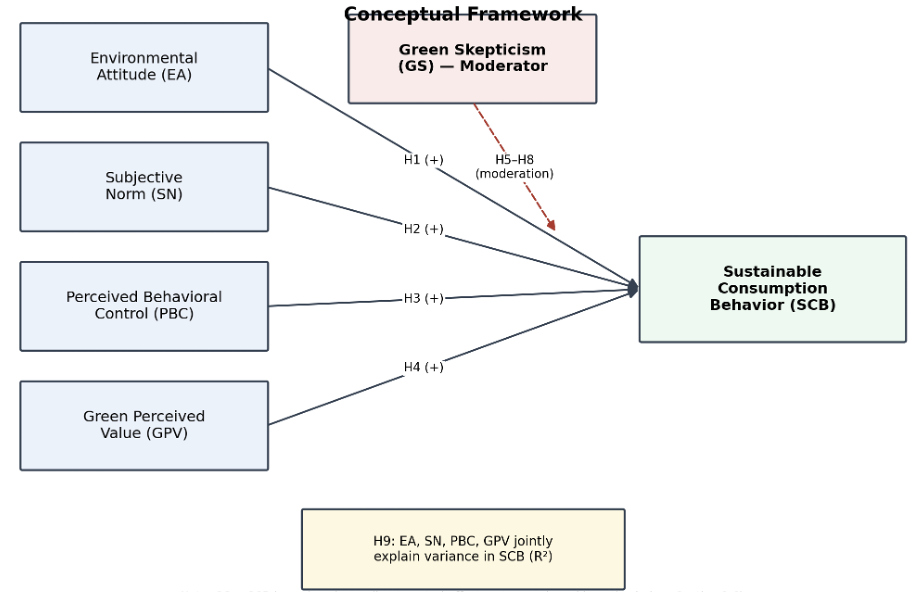 Conceptual Framework
Environmental
Attitude (EA)
Green Skepticism
(GS) — Moderator
H1 (+)
H5–H8
(moderation)
Subjective
Norm (SN)
H2 (+)
Perceived Behavioral
Control (PBC)
H3 (+)
Sustainable
Consumption
Behavior (SCB)
H4 (+)
Green Perceived
Value (GPV)
H9: EA, SN, PBC, GPV jointly
explain variance in SCB (R²)